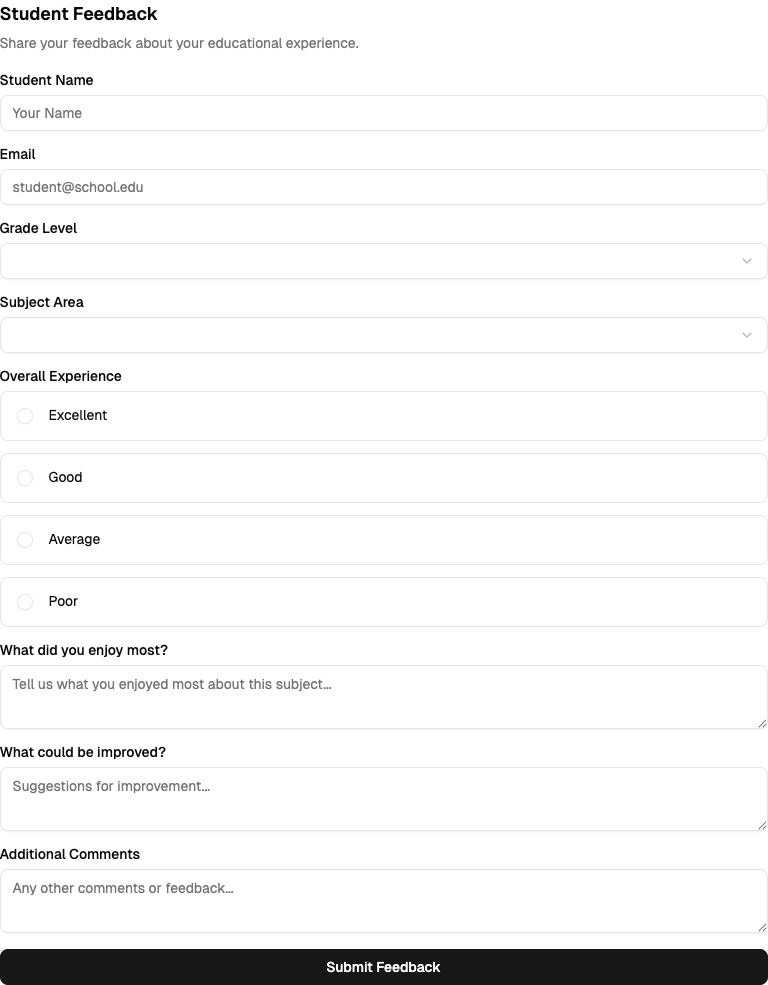 Student Feedback
Share your feedback about your educational experience.
Student Name
Your Name
Email
student@school.edu
Grade Level
Subject Area
Overall Experience
Excellent
Good
Average
Poor
What did you enjoy most?
Tell us what you enjoyed most about this subject...
What could be improved?
Suggestions for improvement...
Additional Comments
Any other comments or feedback...
Submit Feedback